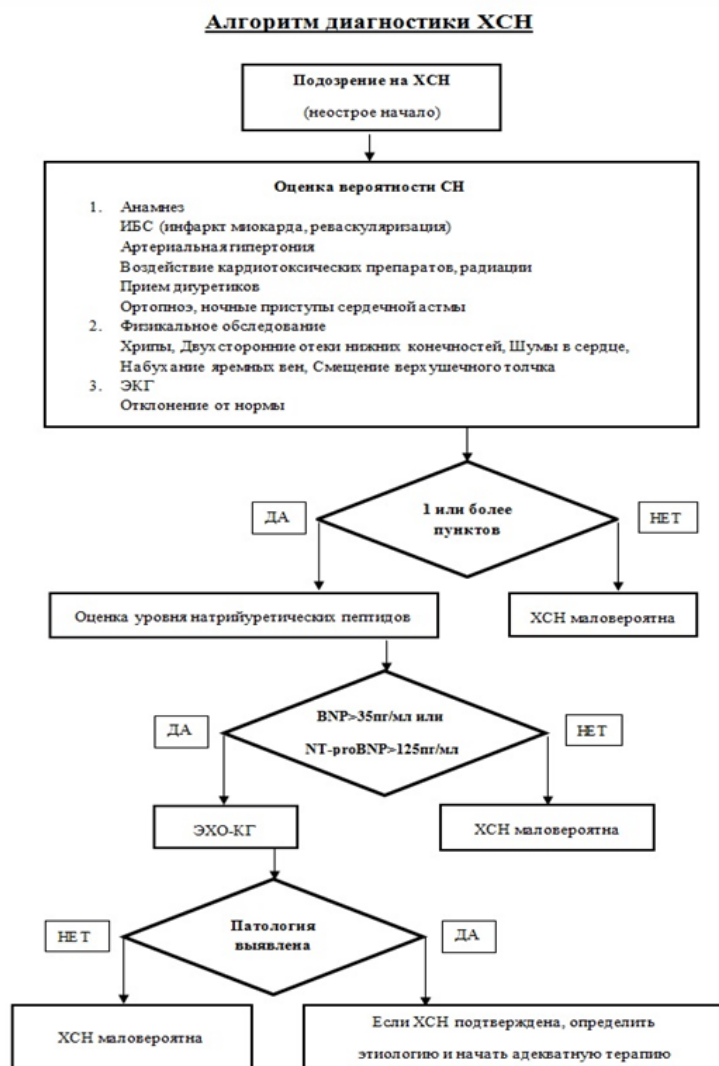 Алгоритм диагностики ХСН
Подозрение на ХСН
(неострое начало)
Оценка вероятности СН
1. Анамнез
ИБС (инфаркт миокарда, реваскуляризация)
Артериальная гипертония
Воздействие кардиотоксических препаратов, радиации
Прием диуретиков
Ортопноэ, ночные приступы сердечной астмы
2. Физикальное обследование
Хрипы, Двухсторонние отеки нижних конечностей, Шумы в сердце,
Набухание яремных вен, Смещение верхушечного толчка
3. ЭКГ
Отклонение от нормы
ДА
1 или более
пунктов
НЕТ
Оценка уровня натрийуретических пептидов
ХСН маловероятна
ДА
BNP>35пг/мл или
NT-proBNP>125пг/мл
НЕТ
ЭХО-КГ
ХСН маловероятна
НЕТ
Патология
выявлена
ДА
ХСН маловероятна
Если ХСН подтверждена, определить
этиологию и начать адекватную терапию